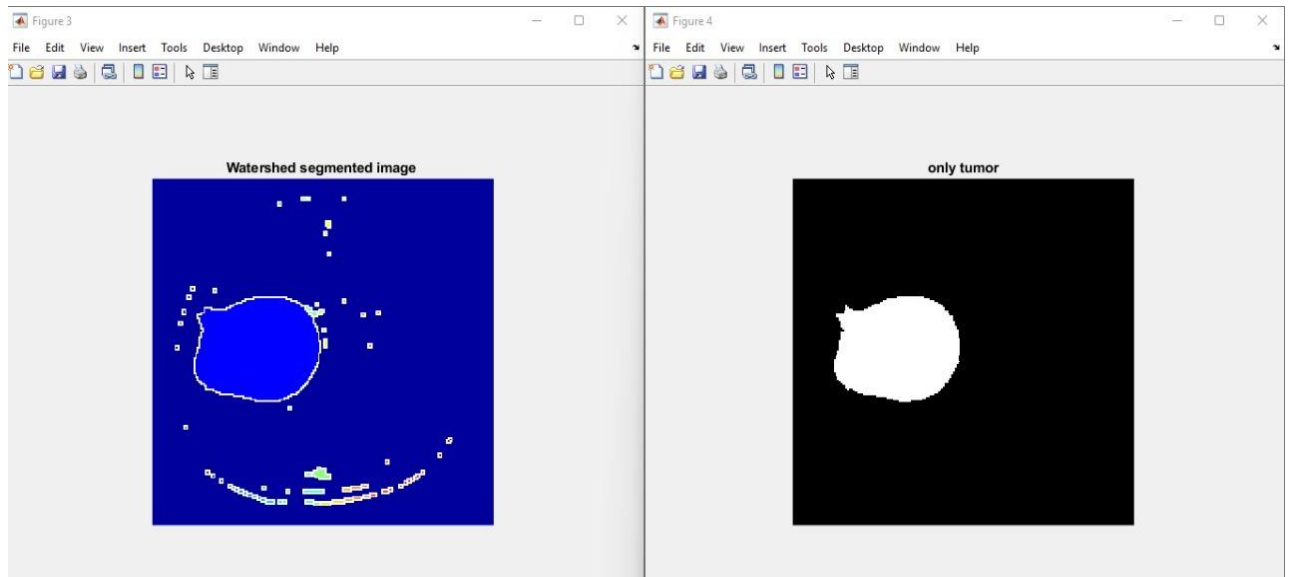 Figure 3
File Edit View Insert Tools Desktop Window Help
Watershed segmented image
Figure 4
File Edit View Insert Tools Desktop Window Help
only tumor